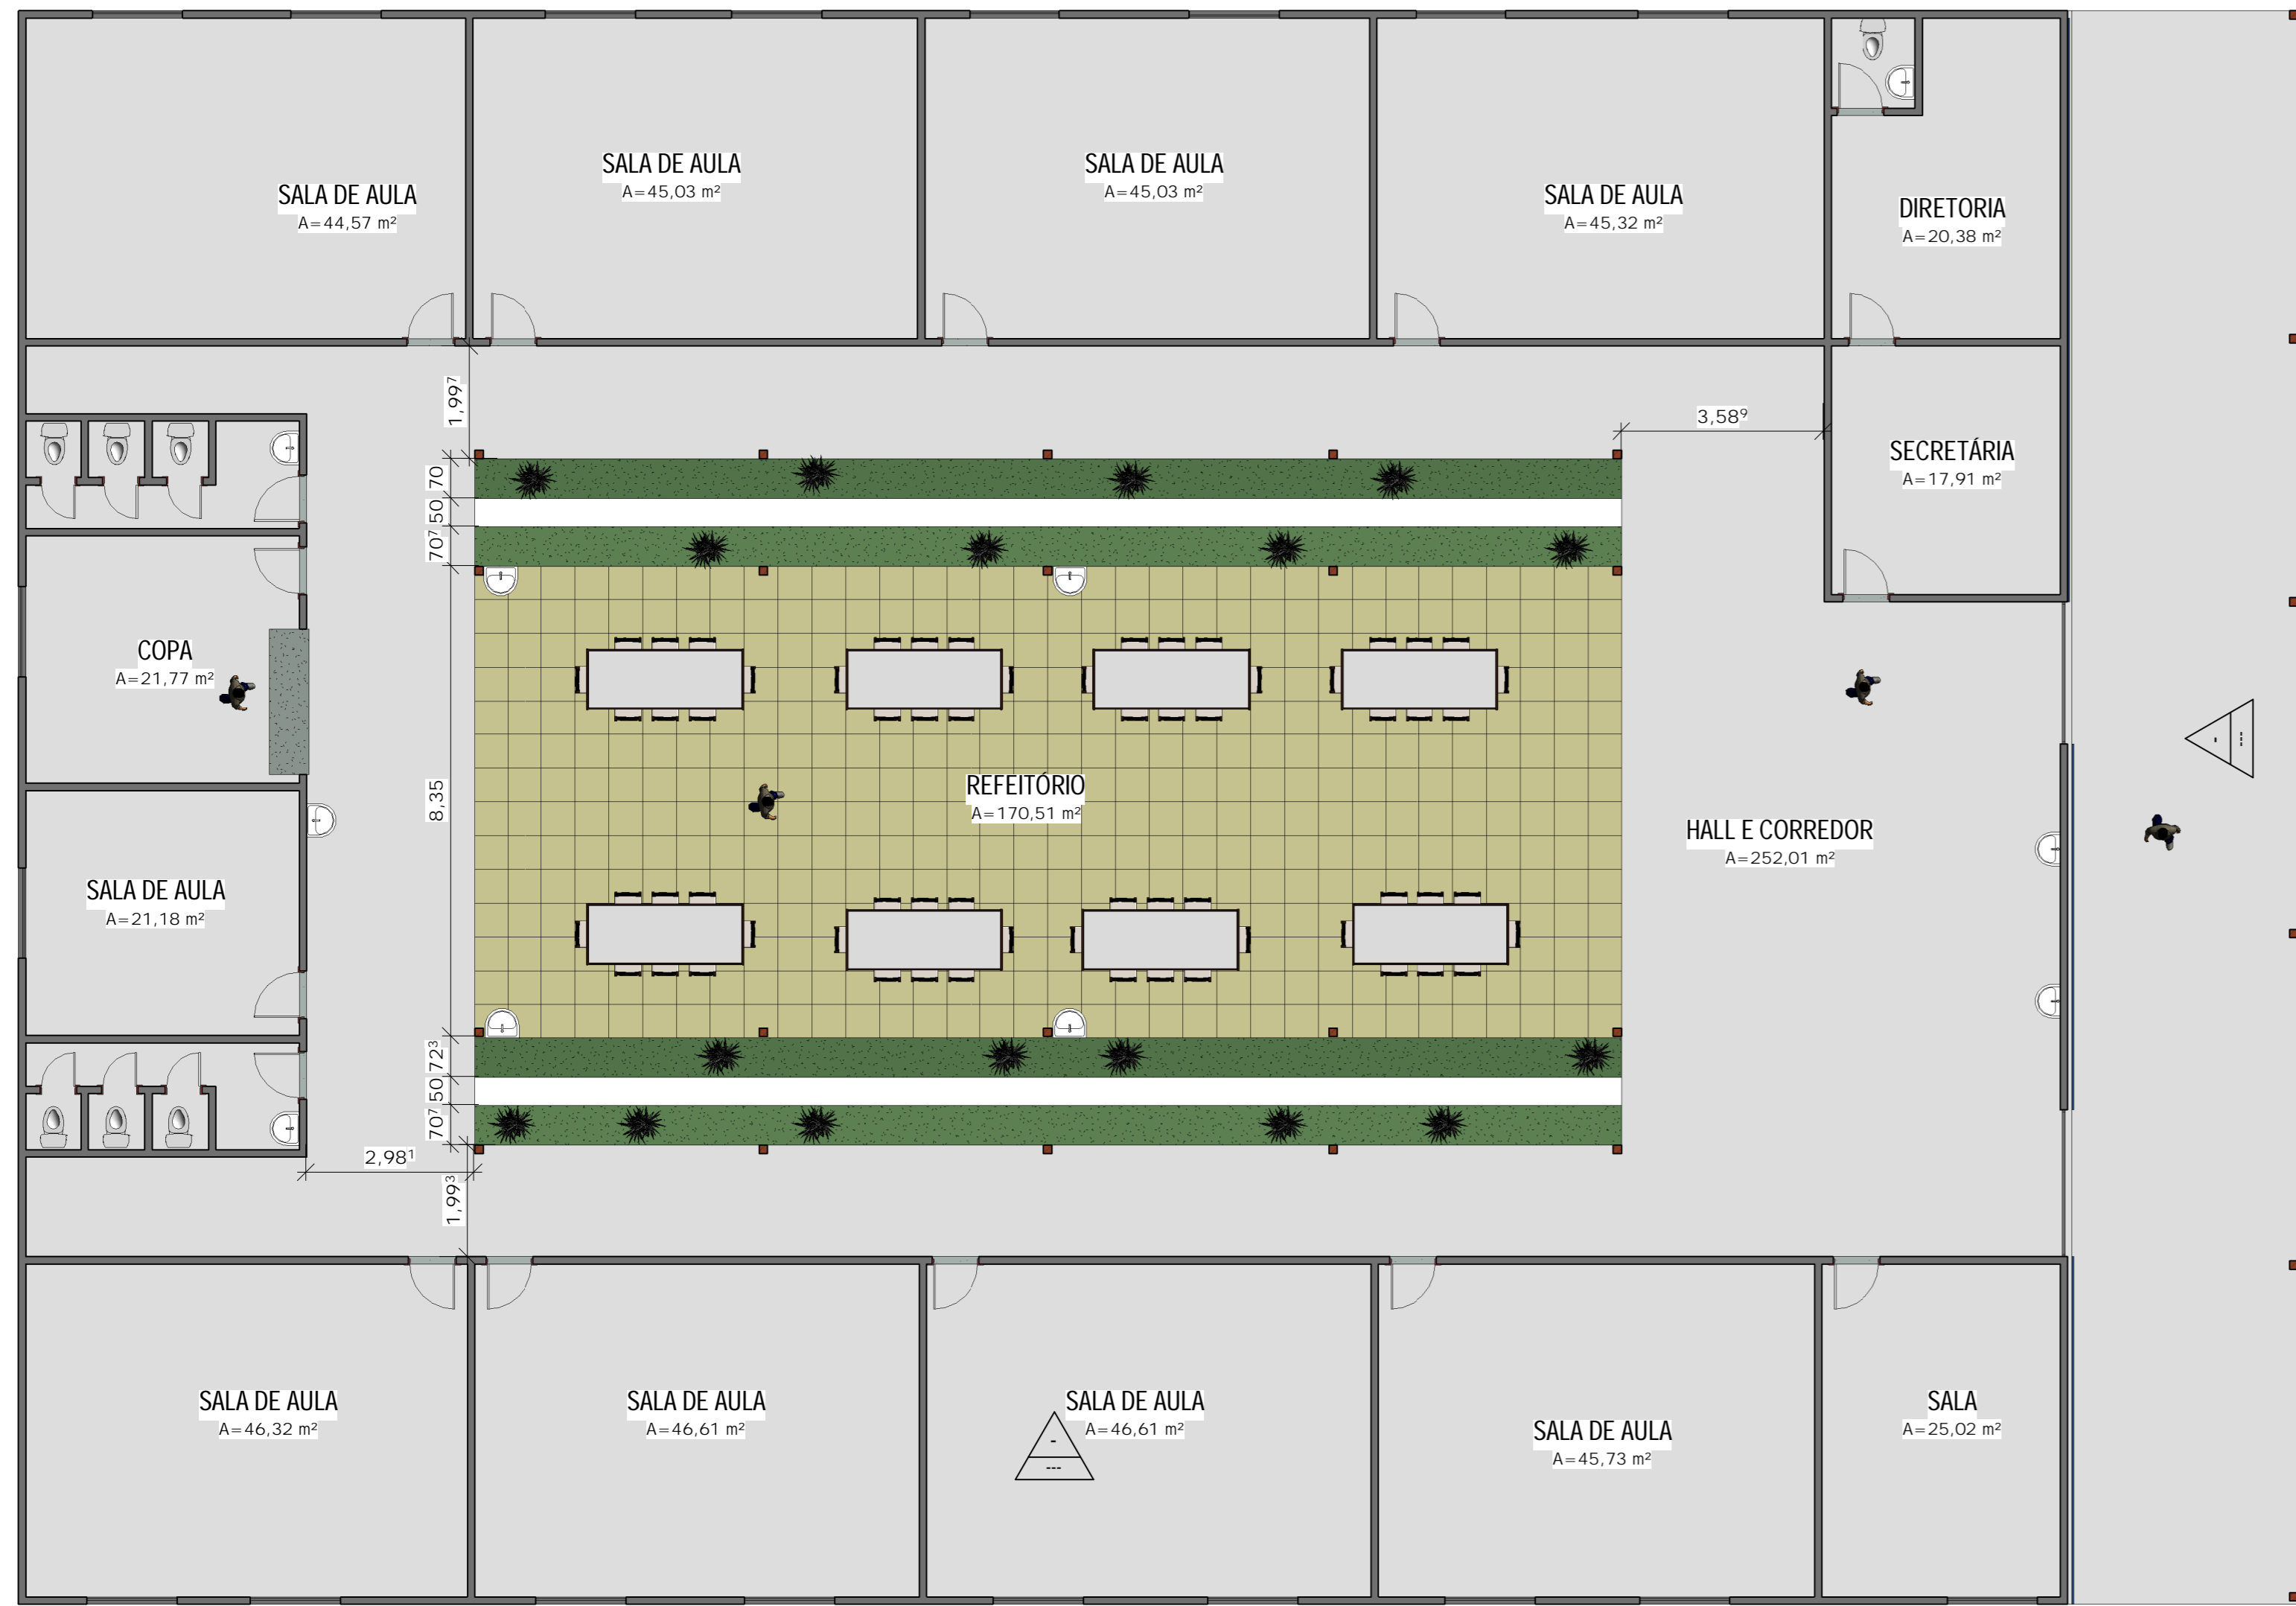 SALA DE AULA
A=44,57 m²
SALA DE AULA
A=45,03 m²
SALA DE AULA
A=45,03 m²
SALA DE AULA
A=45,32 m²
DIRETORIA
A=20,38 m²
1,99⁷
3,58⁹
SECRETÁRIA
A=17,91 m²
70
50
70⁷
COPA
A=21,77 m²
8,35
REFEITÓRIO
A=170,51 m²
HALL E CORREDOR
A=252,01 m²
-
---
SALA DE AULA
A=21,18 m²
72³
50
70⁷
2,98¹
1,99³
SALA DE AULA
A=46,32 m²
SALA DE AULA
A=46,61 m²
SALA DE AULA
A=46,61 m²
-
---
SALA DE AULA
A=45,73 m²
SALA
A=25,02 m²